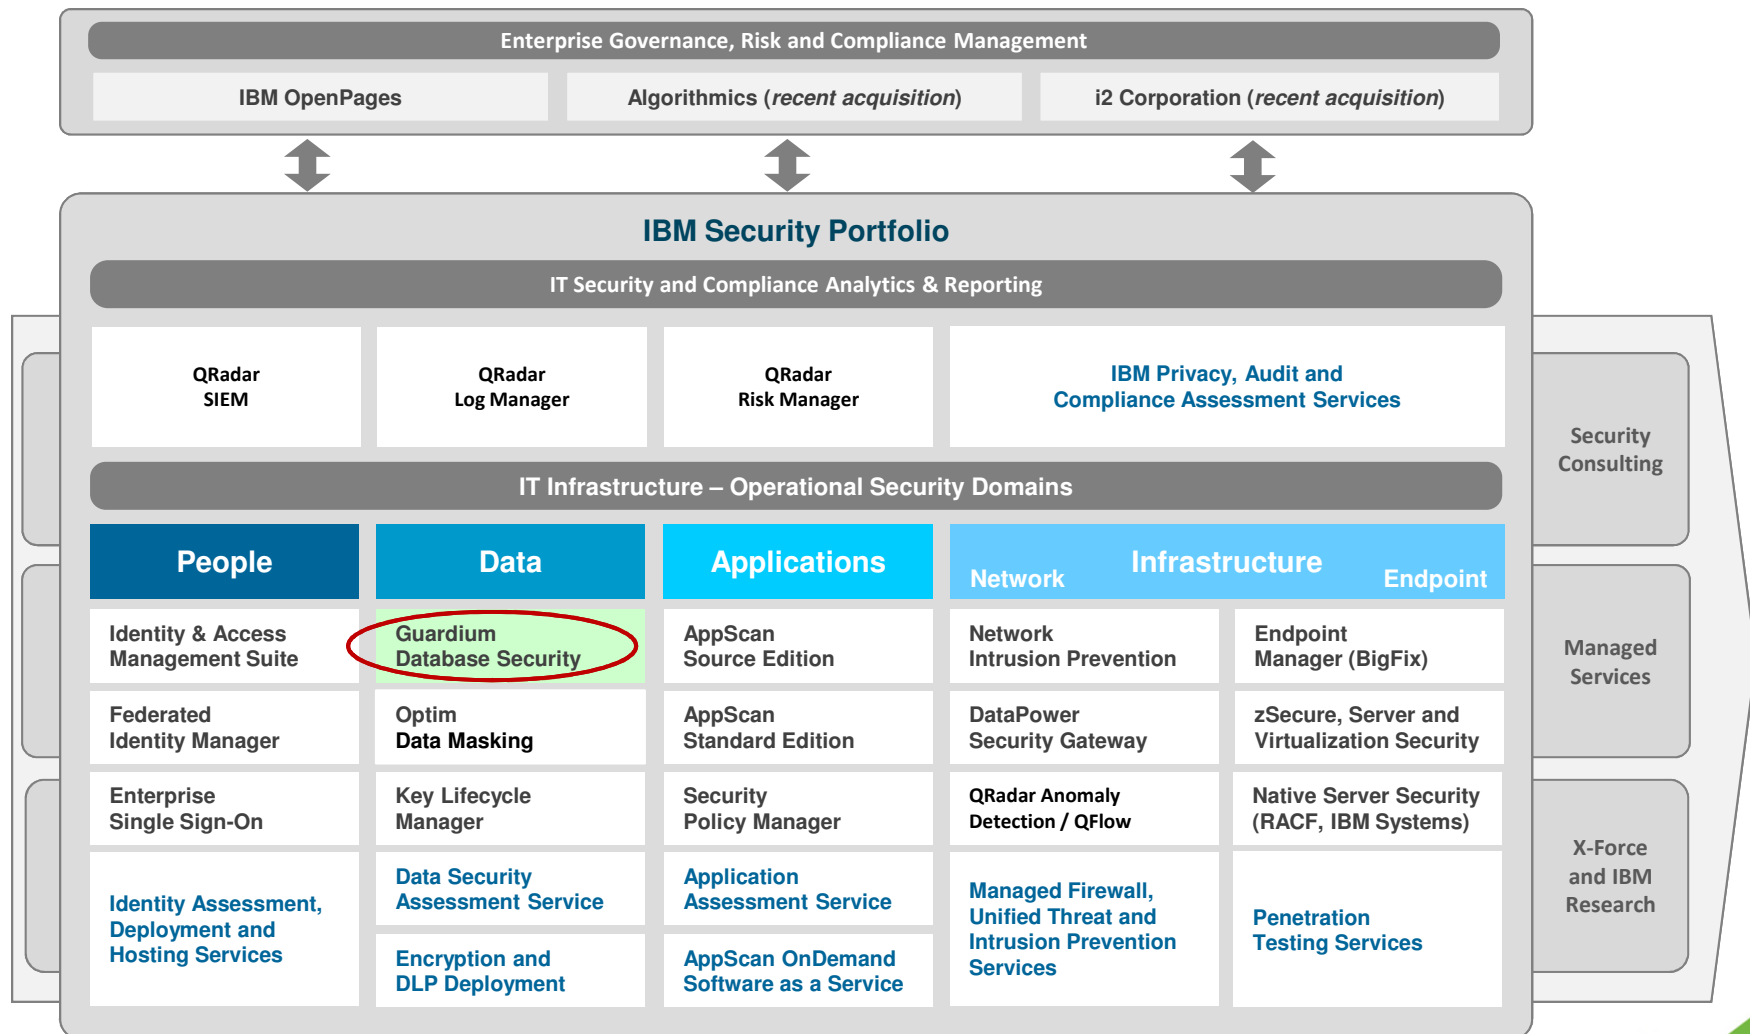 Enterprise Governance, Risk and Compliance Management
IBM OpenPages
Algorithmics (recent acquisition)
i2 Corporation (recent acquisition)
IBM Security Portfolio
IT Security and Compliance Analytics & Reporting
QRadar
SIEM
QRadar
Log Manager
QRadar
Risk Manager
IBM Privacy, Audit and
Compliance Assessment Services
IT Infrastructure – Operational Security Domains
People
Data
Applications
Infrastructure
Network
Endpoint
Identity & Access
Management Suite
Guardium
Database Security
AppScan
Source Edition
Network
Intrusion Prevention
Endpoint
Manager (BigFix)
Federated
Identity Manager
Optim
Data Masking
AppScan
Standard Edition
DataPower
Security Gateway
zSecure, Server and
Virtualization Security
Enterprise
Single Sign-On
Key Lifecycle
Manager
Security
Policy Manager
QRadar Anomaly
Detection / QFlow
Native Server Security
(RACF, IBM Systems)
Identity Assessment,
Deployment and
Hosting Services
Data Security
Assessment Service
Application
Assessment Service
Managed Firewall,
Unified Threat and
Intrusion Prevention
Services
Penetration
Testing Services
Encryption and
DLP Deployment
AppScan OnDemand
Software as a Service
Security
Consulting
Managed
Services
X-Force
and IBM
Research